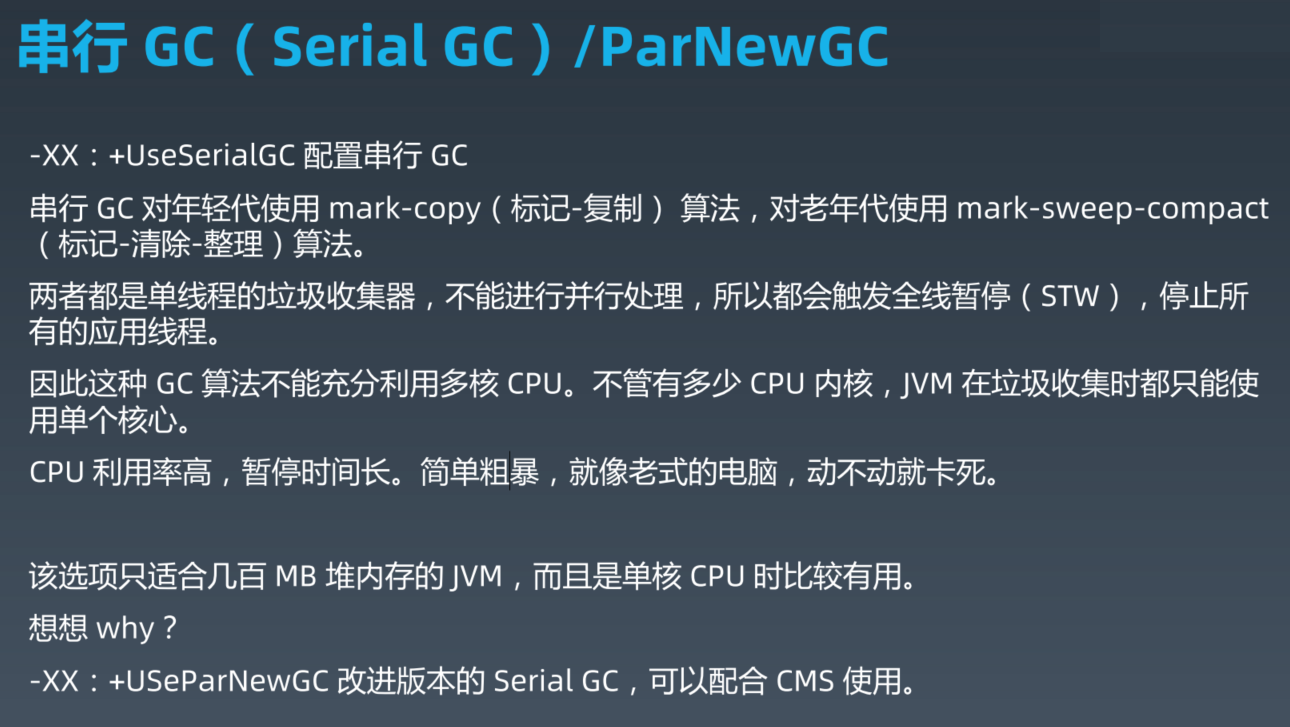 串行 GC（Serial GC）/ParNewGC
-XX：+UseSerialGC 配置串行 GC
串行 GC 对年轻代使用 mark-copy（标记-复制） 算法，对老年代使用 mark-sweep-compact
（标记-清除-整理）算法。
两者都是单线程的垃圾收集器，不能进行并行处理，所以都会触发全线暂停（STW），停止所
有的应用线程。
因此这种 GC 算法不能充分利用多核 CPU。不管有多少 CPU 内核，JVM 在垃圾收集时都只能使
用单个核心。
CPU 利用率高，暂停时间长。简单粗暴，就像老式的电脑，动不动就卡死。
该选项只适合几百 MB 堆内存的 JVM，而且是单核 CPU 时比较有用。
想想 why？
-XX：+USeParNewGC 改进版本的 Serial GC，可以配合 CMS 使用。